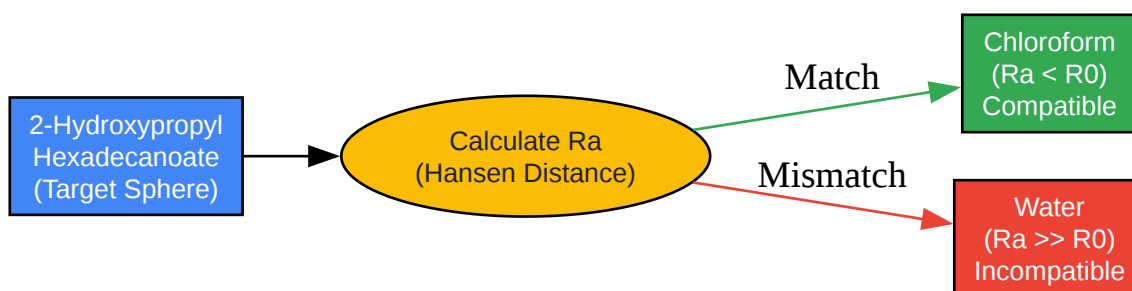 2-Hydroxypropyl
Hexadecanoate
(Target Sphere)
Calculate Ra
(Hansen Distance)
Match
Mismatch
Chloroform
(Ra < R0)
Compatible
Water
(Ra >> R0)
Incompatible